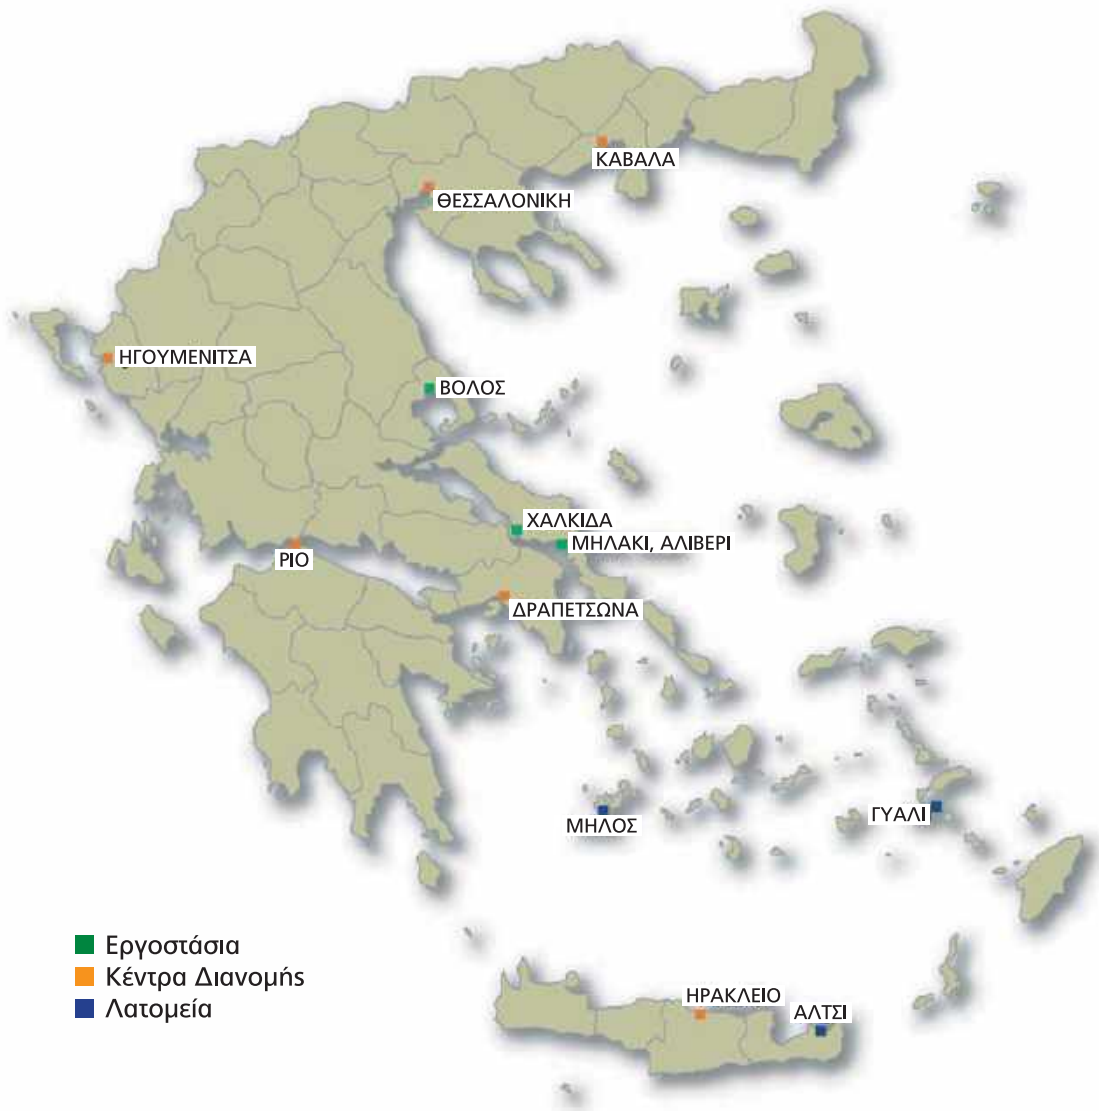 ΚΑΒΑΛΑ
ΘΕΣΣΑΛΟΝΙΚΗ
ΗΓΟΥΜΕΝΙΤΣΑ
ΒΟΛΟΣ
ΧΑΛΚΙΔΑ
ΜΗΛΑΚΙ, ΑΛΙΒΕΡΙ
ΡΙΟ
ΔΡΑΠΕΤΣΩΝΑ
ΓΥΑΛΙ
ΜΗΛΟΣ
Εργοστάσια
Κέντρα Διανομής
Λατομεία
ΗΡΑΚΛΕΙΟ
ΑΛΤΣΙ